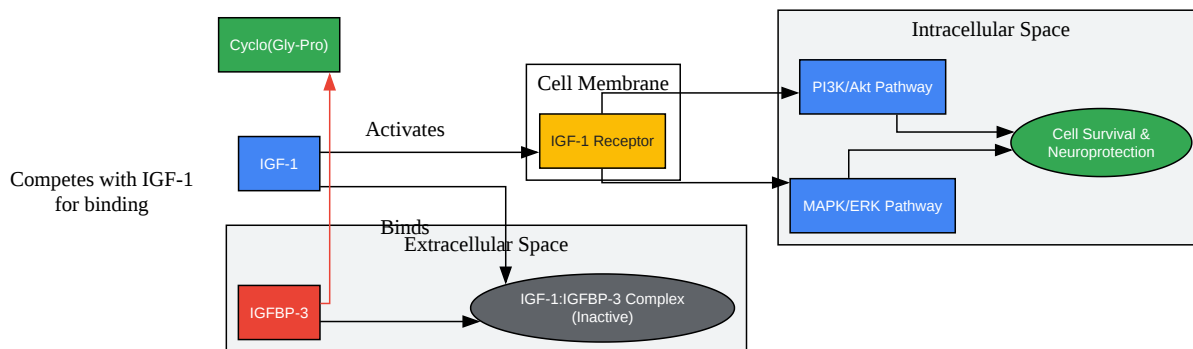 Intracellular Space
Cyclo(Gly-Pro)
Cell Membrane
PI3K/Akt Pathway
Activates
IGF-1 Receptor
Cell Survival &
Neuroprotection
IGF-1
Competes with IGF-1
for binding
MAPK/ERK Pathway
Binds
Extracellular Space
IGFBP-3
IGF-1:IGFBP-3 Complex
(Inactive)